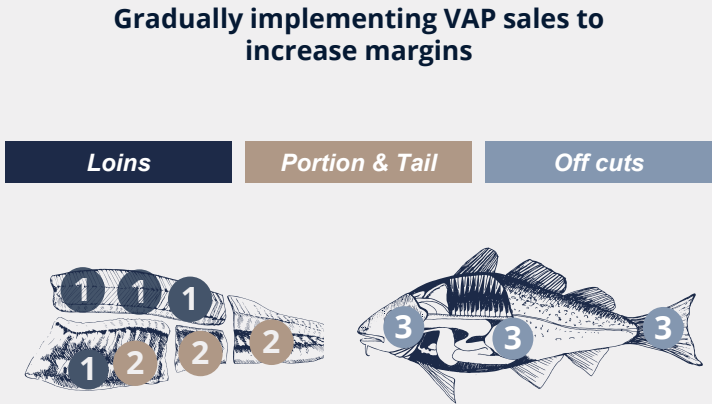 Gradually implementing VAP sales to
increase margins
Loins Portion & Tail Off cuts
1 1 1
1 2 2 2
3 3 3